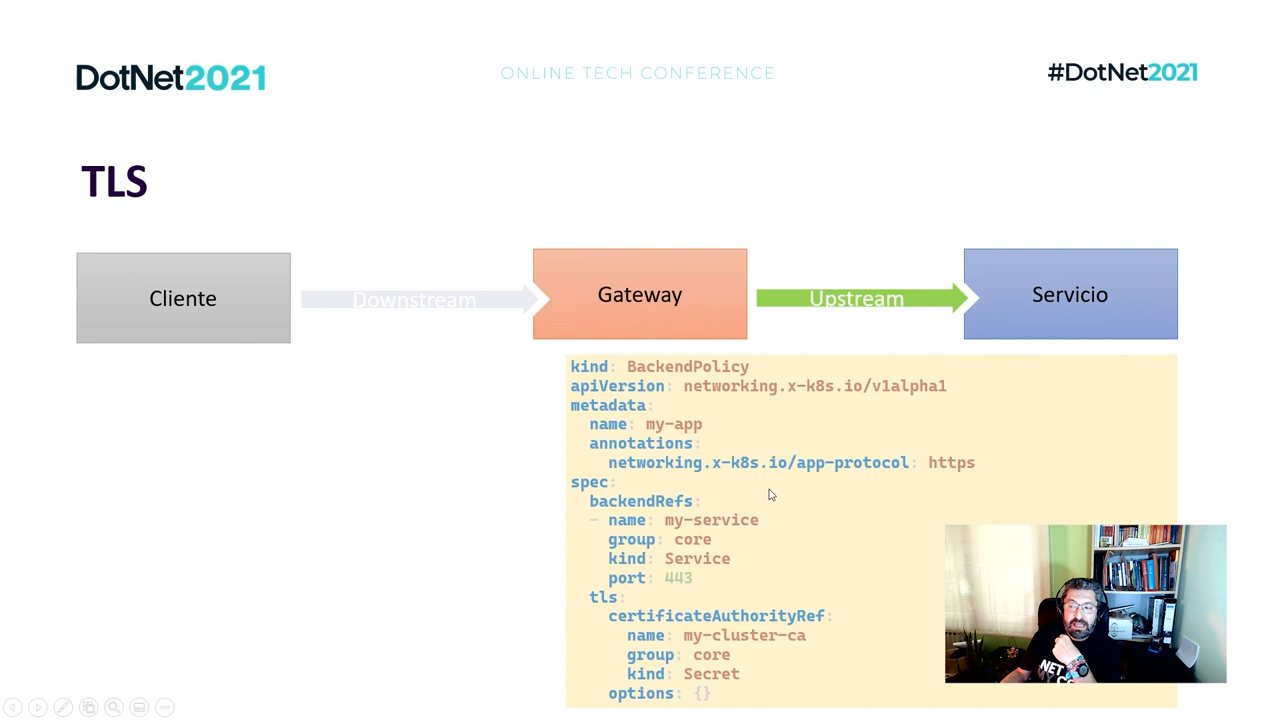 DotNet2021
ONLINE TECH CONFERENCE
#DotNet2021
TLS
Cliente
Downstream
Gateway
Upstream
Servicio
kind: BackendPolicy
apiVersion: networking.x-k8s.io/v1alpha1
metadata:
  name: my-app
  annotations:
    networking.x-k8s.io/app-protocol: https
spec:
  backendRefs:
  - name: my-service
    group: core
    kind: Service
    port: 443
  tls:
    certificateAuthorityRef:
      name: my-cluster-ca
      group: core
      kind: Secret
    options: {}